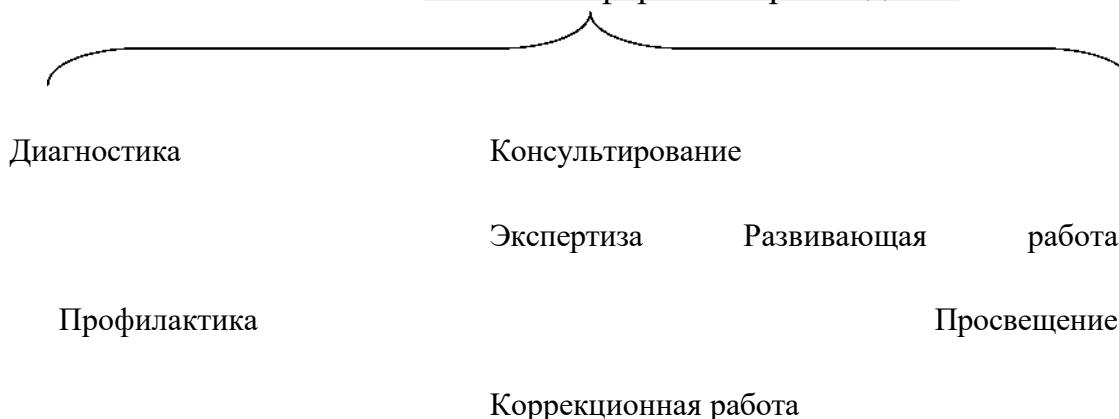 Диагностика Консультирование
Экспертиза Развивающая работа
Профилактика Просвещение
Коррекционная работа